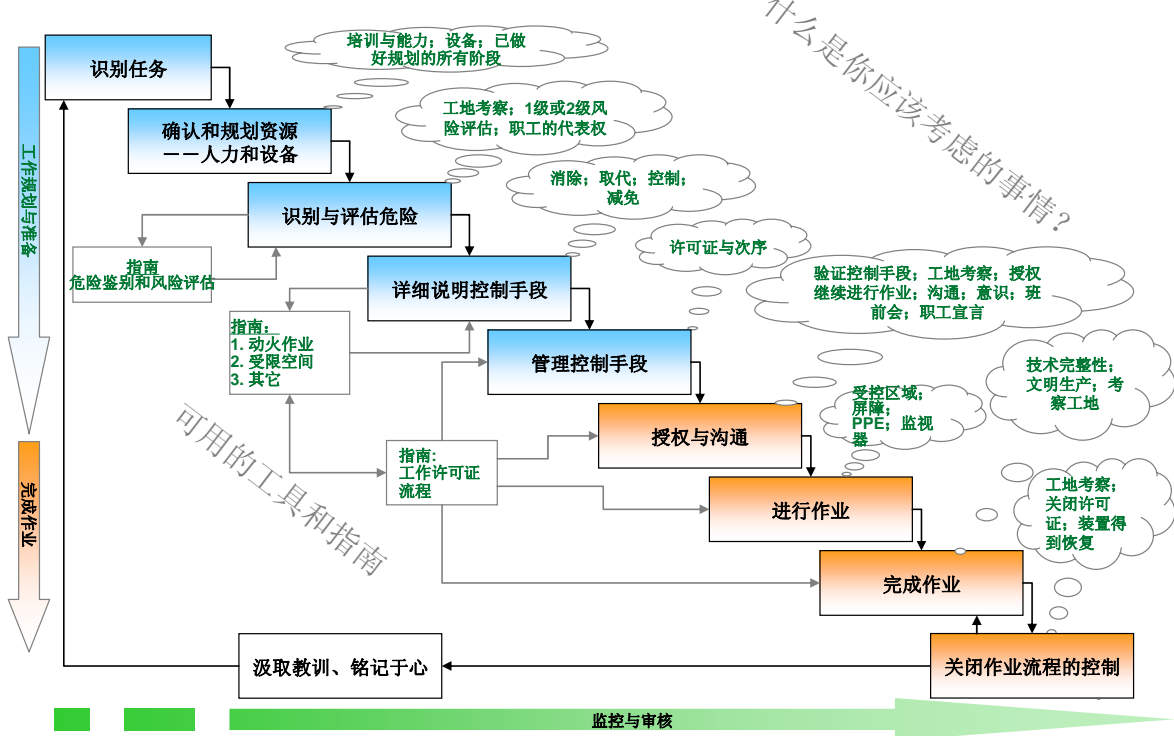 什么是你应该考虑的事情?
培训与能力；设备；已做
好规划的所有阶段
识别任务
工地考察；1级或2级风
险评估；职工的代表权
确认和规划资源
－－人力和设备
工作规划与准备
消除；取代；控制；
减免
识别与评估危险
许可证与次序
指南
危险鉴别和风险评估
验证控制手段；工地考察；授权
继续进行作业；沟通；意识；班
前会；职工宣言
详细说明控制手段
指南：
1. 动火作业
2. 受限空间
3. 其它
管理控制手段
技术完整性；
文明生产；考
察工地
受控区域；
屏障；
PPE；监视
器
可用的工具和指南
授权与沟通
指南:
工作许可证
流程
工地考察；
关闭许可
证；装置得
到恢复
完成作业
进行作业
完成作业
汲取教训、铭记于心
关闭作业流程的控制
监控与审核